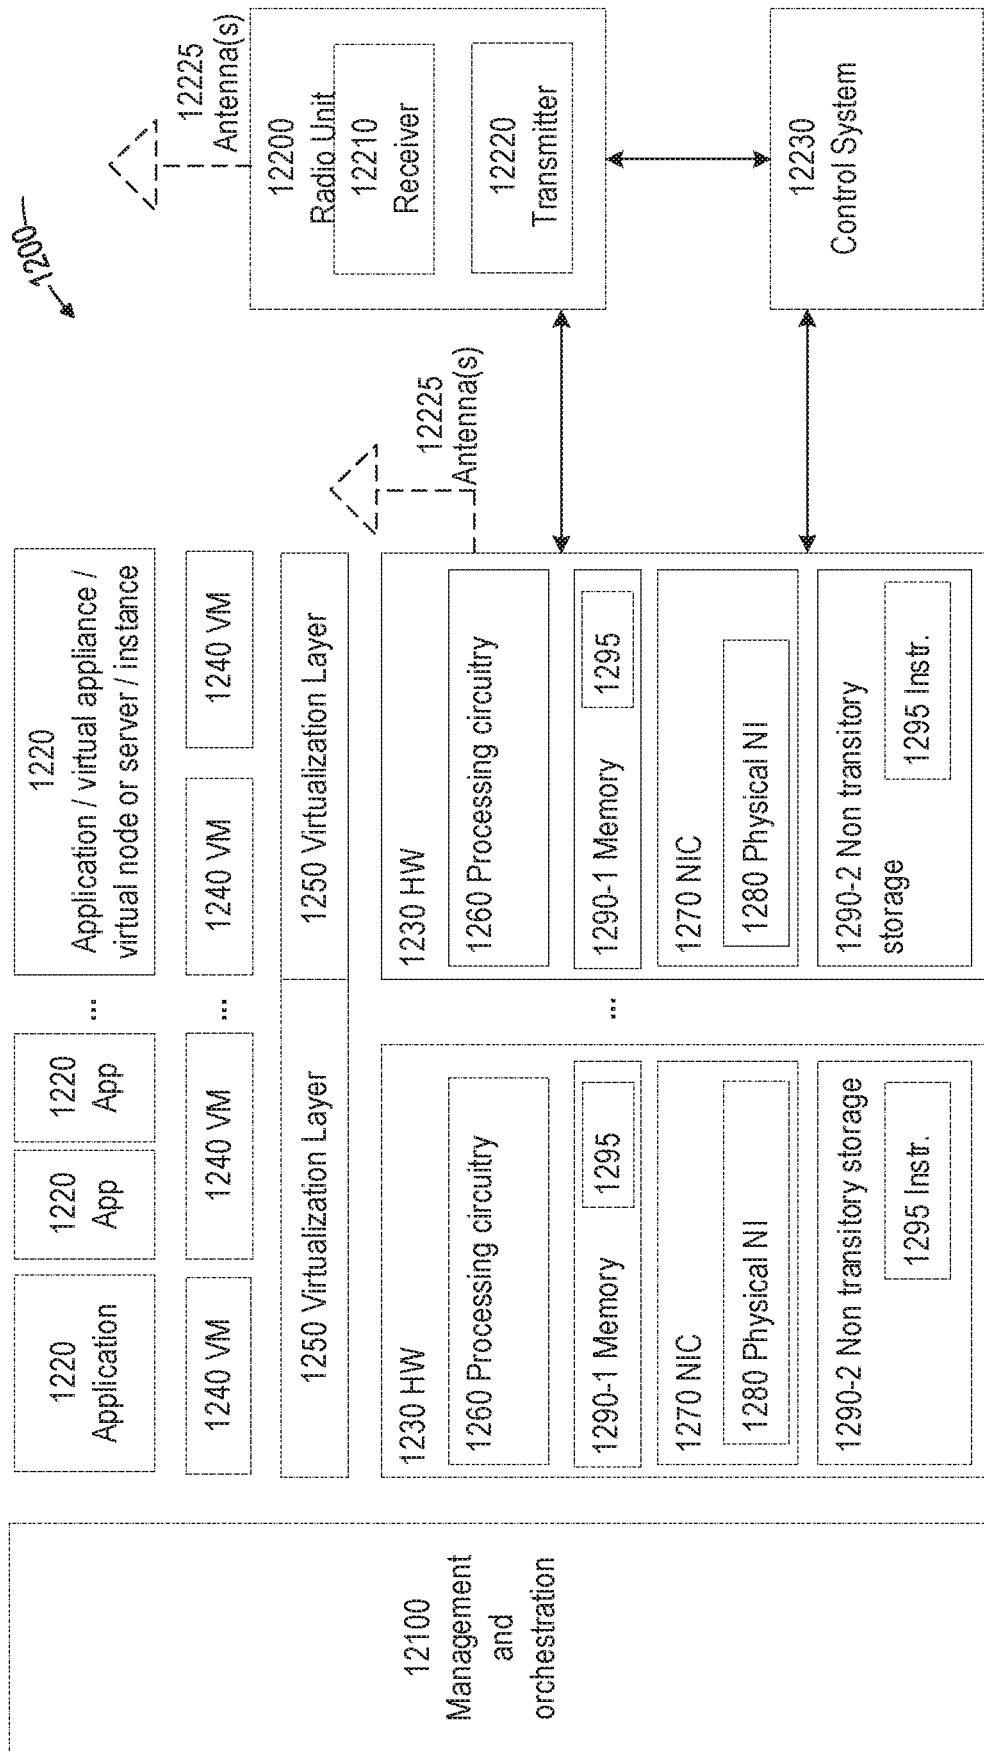 1200
12100
Management
and
orchestration
1220
Application
1220
App
1220
App
...
1220
Application / virtual appliance /
virtual node or server / instance
1240 VM
1240 VM
...
1240 VM
1240 VM
1250 Virtualization Layer
1250 Virtualization Layer
1230 HW
1260 Processing circuitry
1290-1 Memory
1295
1270 NIC
1280 Physical NI
1290-2 Non transitory storage
1295 Instr.
...
1230 HW
1260 Processing circuitry
1290-1 Memory
1295
1270 NIC
1280 Physical NI
1290-2 Non transitory
storage
1295 Instr.
12225
Antenna(s)
12225
Antenna(s)
12200
Radio Unit
12210
Receiver
12220
Transmitter
12230
Control System